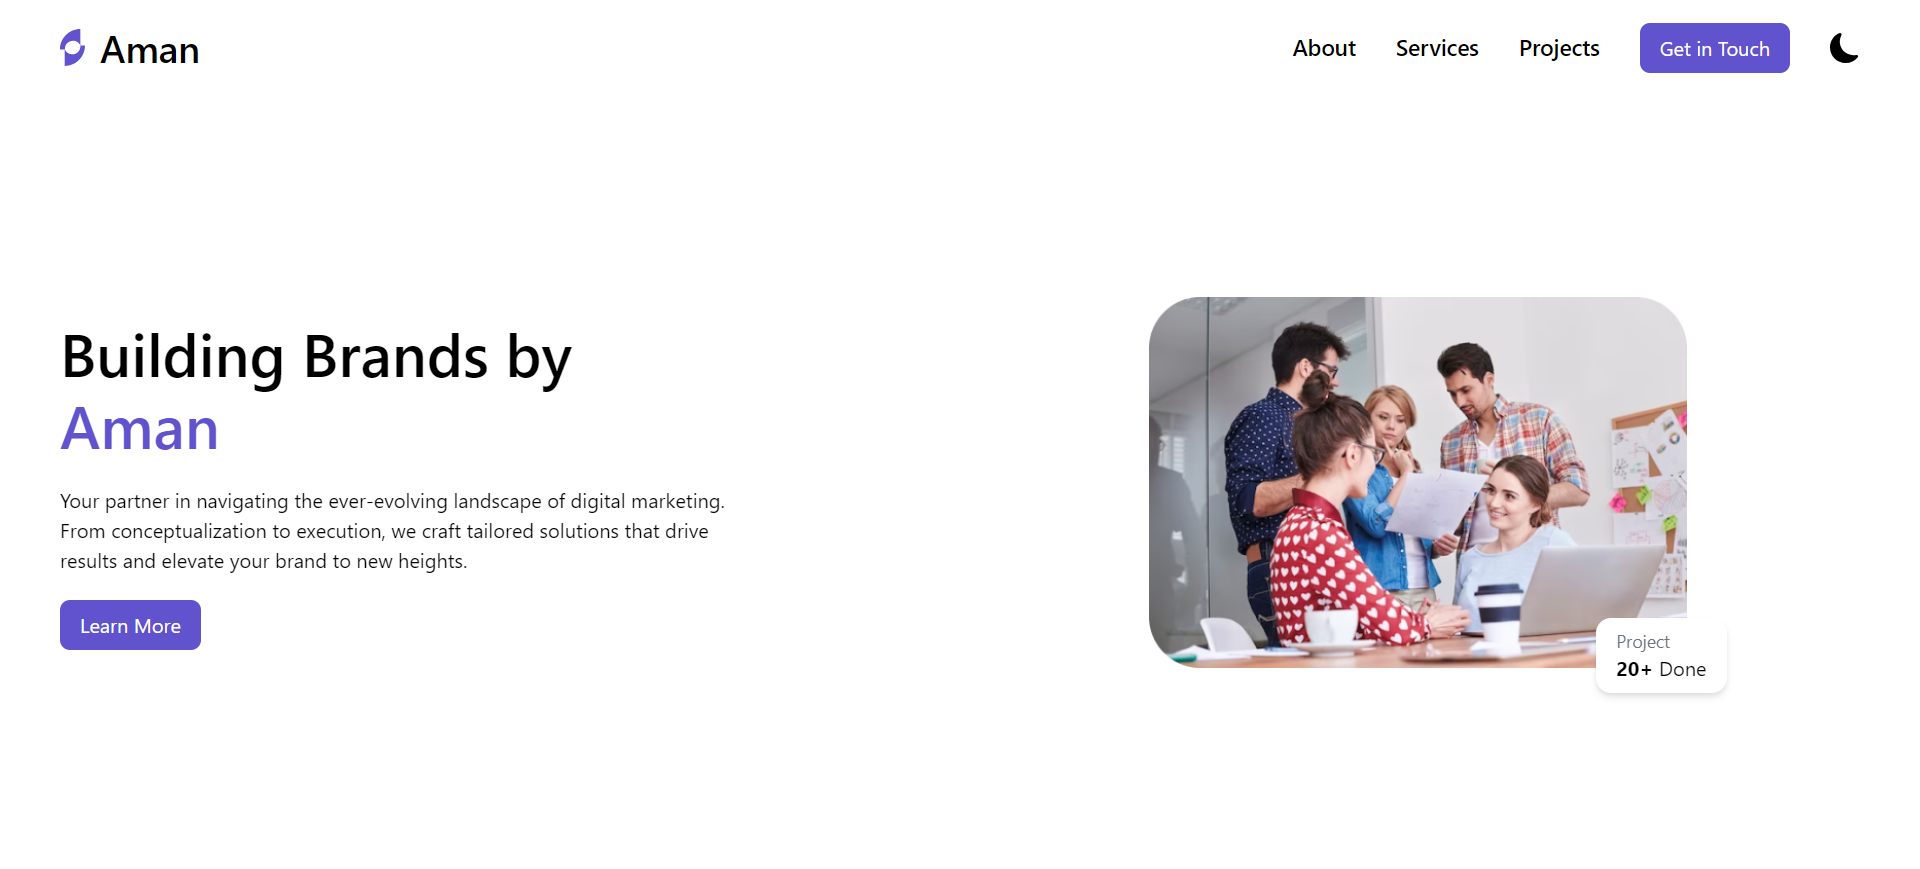 Aman
About
Services
Projects
Get in Touch
Building Brands by
Aman
Your partner in navigating the ever-evolving landscape of digital marketing.
From conceptualization to execution, we craft tailored solutions that drive
results and elevate your brand to new heights.
Learn More
Project
20+ Done